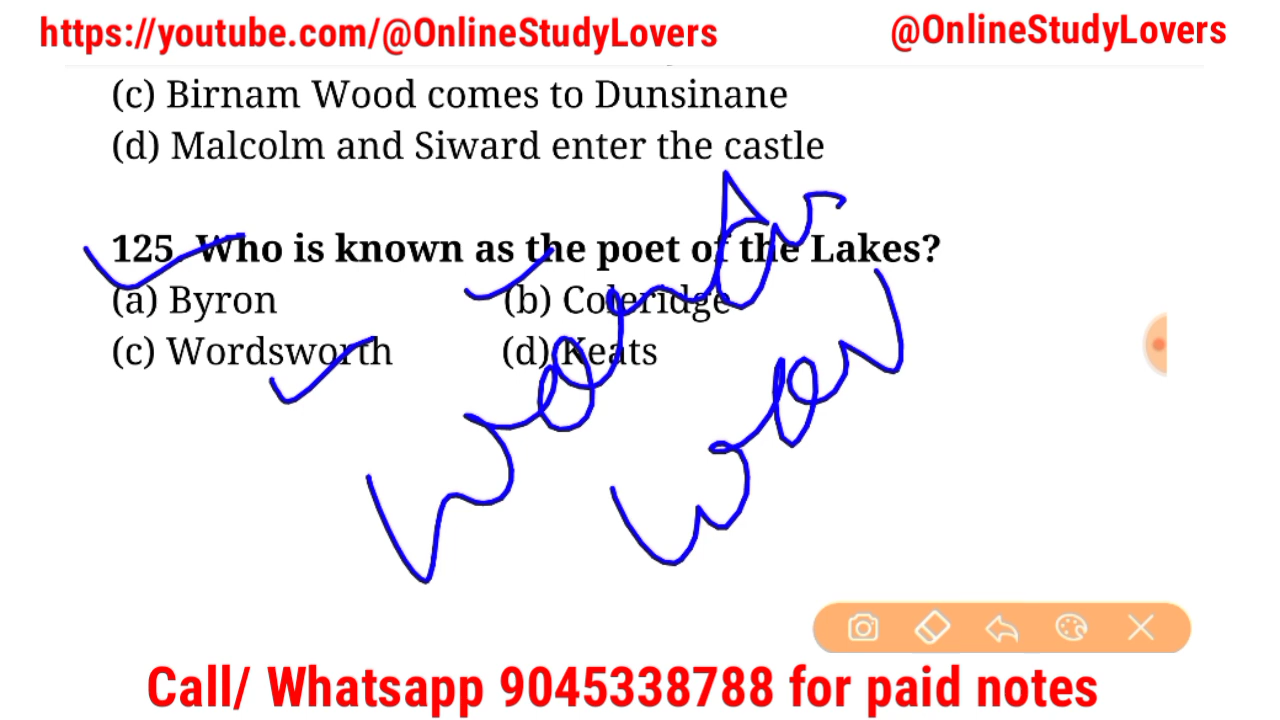 https://youtube.com/@OnlineStudyLovers @OnlineStudyLovers
(c) Birnam Wood comes to Dunsinane
(d) Malcolm and Siward enter the castle
125. Who is known as the poet of the Lakes?
(a) Byron (b) Coleridge
(c) Wordsworth (d) Keats
Call/ Whatsapp 9045338788 for paid notes